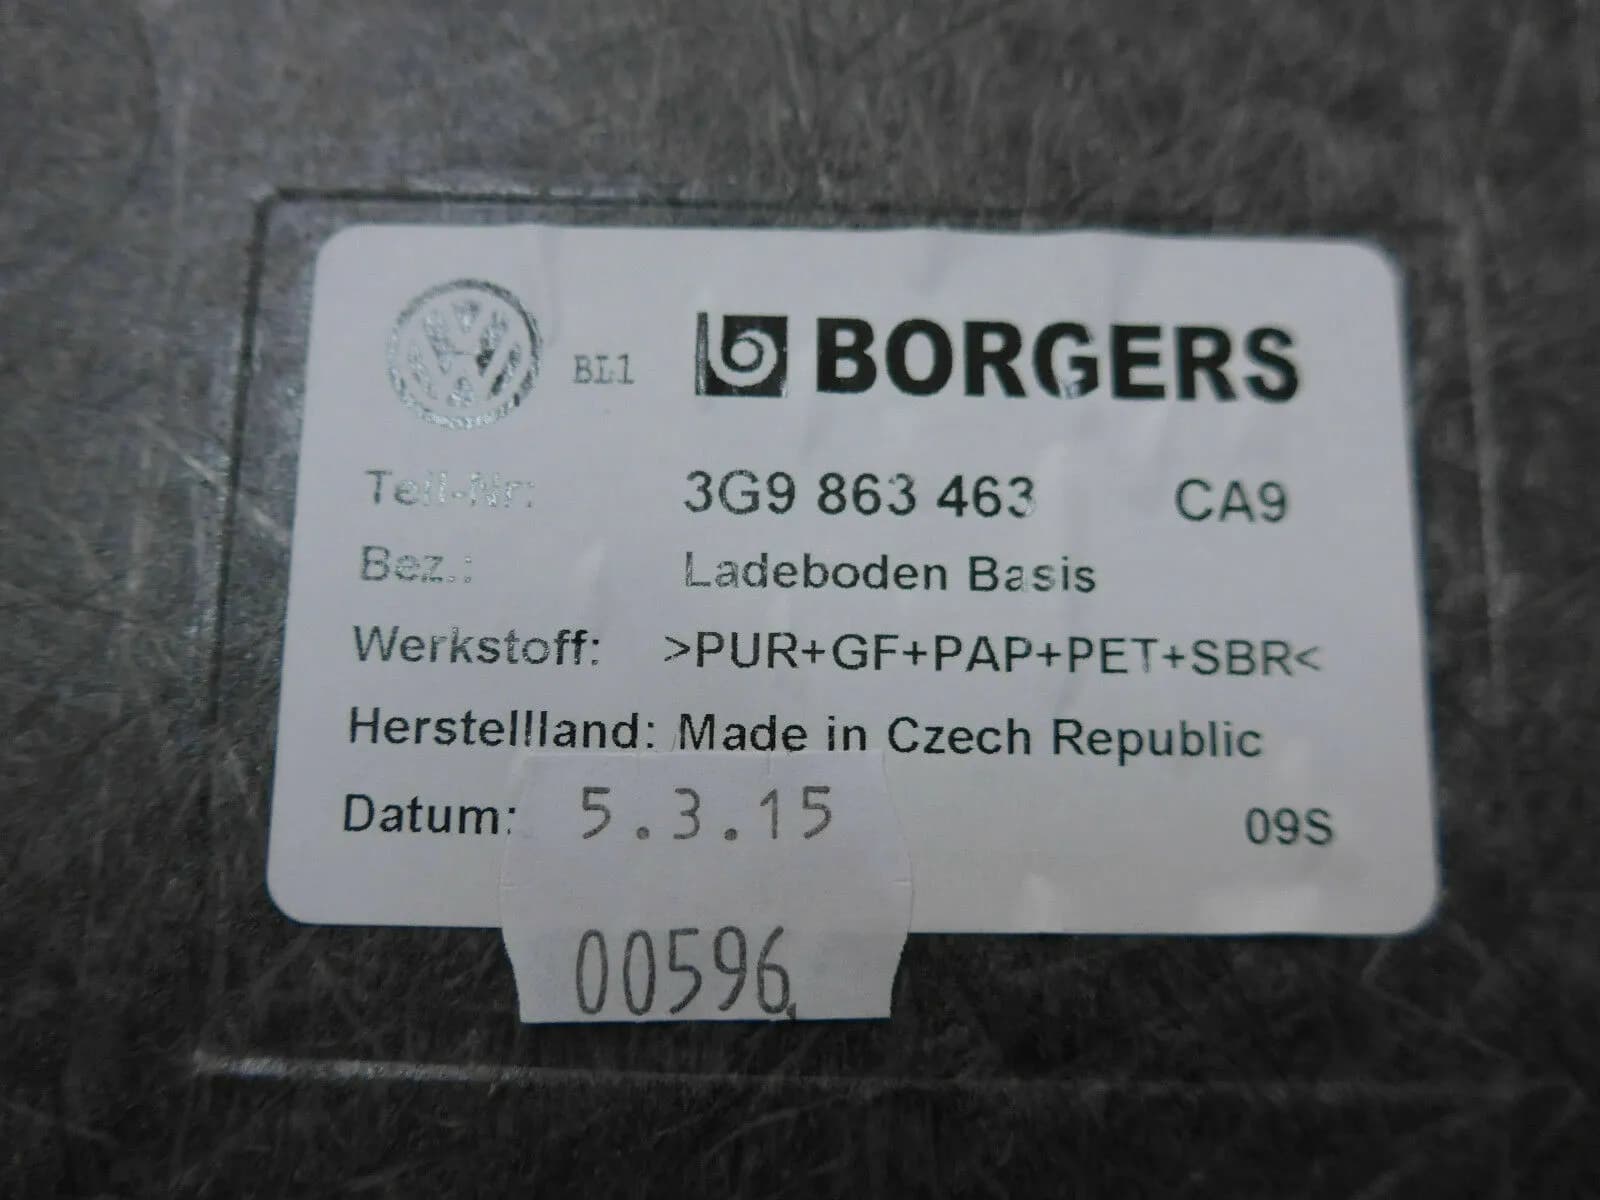 BL1 BORGERS
Teil-Nr: 3G9 863 463 CA9
Bez.: Ladeboden Basis
Werkstoff: >PUR+GF+PAP+PET+SBR<
Herstellland: Made in Czech Republic
Datum: 5.3.15 09S
00596